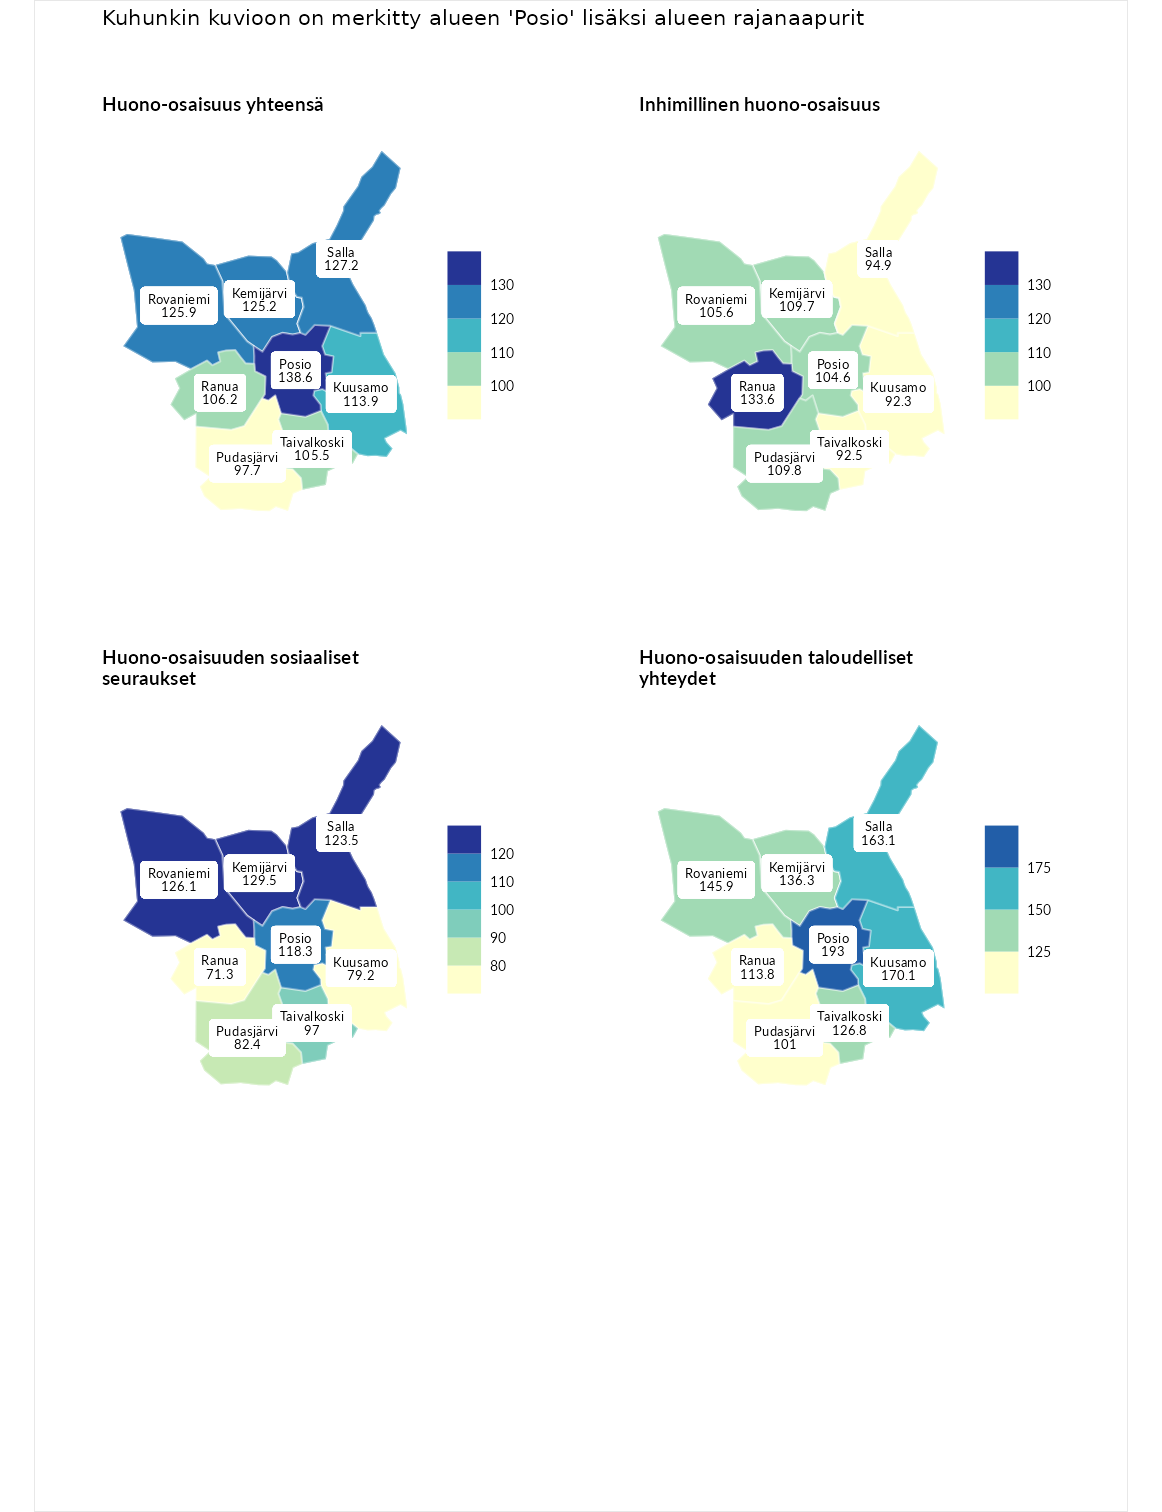 Kuhunkin kuvioon on merkitty alueen 'Posio' lisäksi alueen rajanaapurit
Huono-osaisuus yhteensä
Salla
127.2
Kemijärvi
125.2
Rovaniemi
125.9
Posio
138.6
Ranua
106.2
Kuusamo
113.9
Taivalkoski
105.5
Pudasjärvi
97.7
130
120
110
100
Inhimillinen huono-osaisuus
Salla
94.9
Kemijärvi
109.7
Rovaniemi
105.6
Posio
104.6
Ranua
133.6
Kuusamo
92.3
Taivalkoski
92.5
Pudasjärvi
109.8
130
120
110
100
Huono-osaisuuden sosiaaliset
seuraukset
Salla
123.5
Kemijärvi
129.5
Rovaniemi
126.1
Posio
118.3
Ranua
71.3
Kuusamo
79.2
Taivalkoski
97
Pudasjärvi
82.4
120
110
100
90
80
Huono-osaisuuden taloudelliset
yhteydet
Salla
163.1
Kemijärvi
136.3
Rovaniemi
145.9
Posio
193
Ranua
113.8
Kuusamo
170.1
Taivalkoski
126.8
Pudasjärvi
101
175
150
125